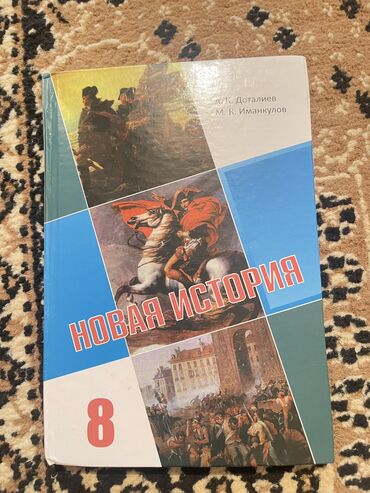 А. Т. Доталиев
М. К. Иманкулов
НОВАЯ ИСТОРИЯ
8